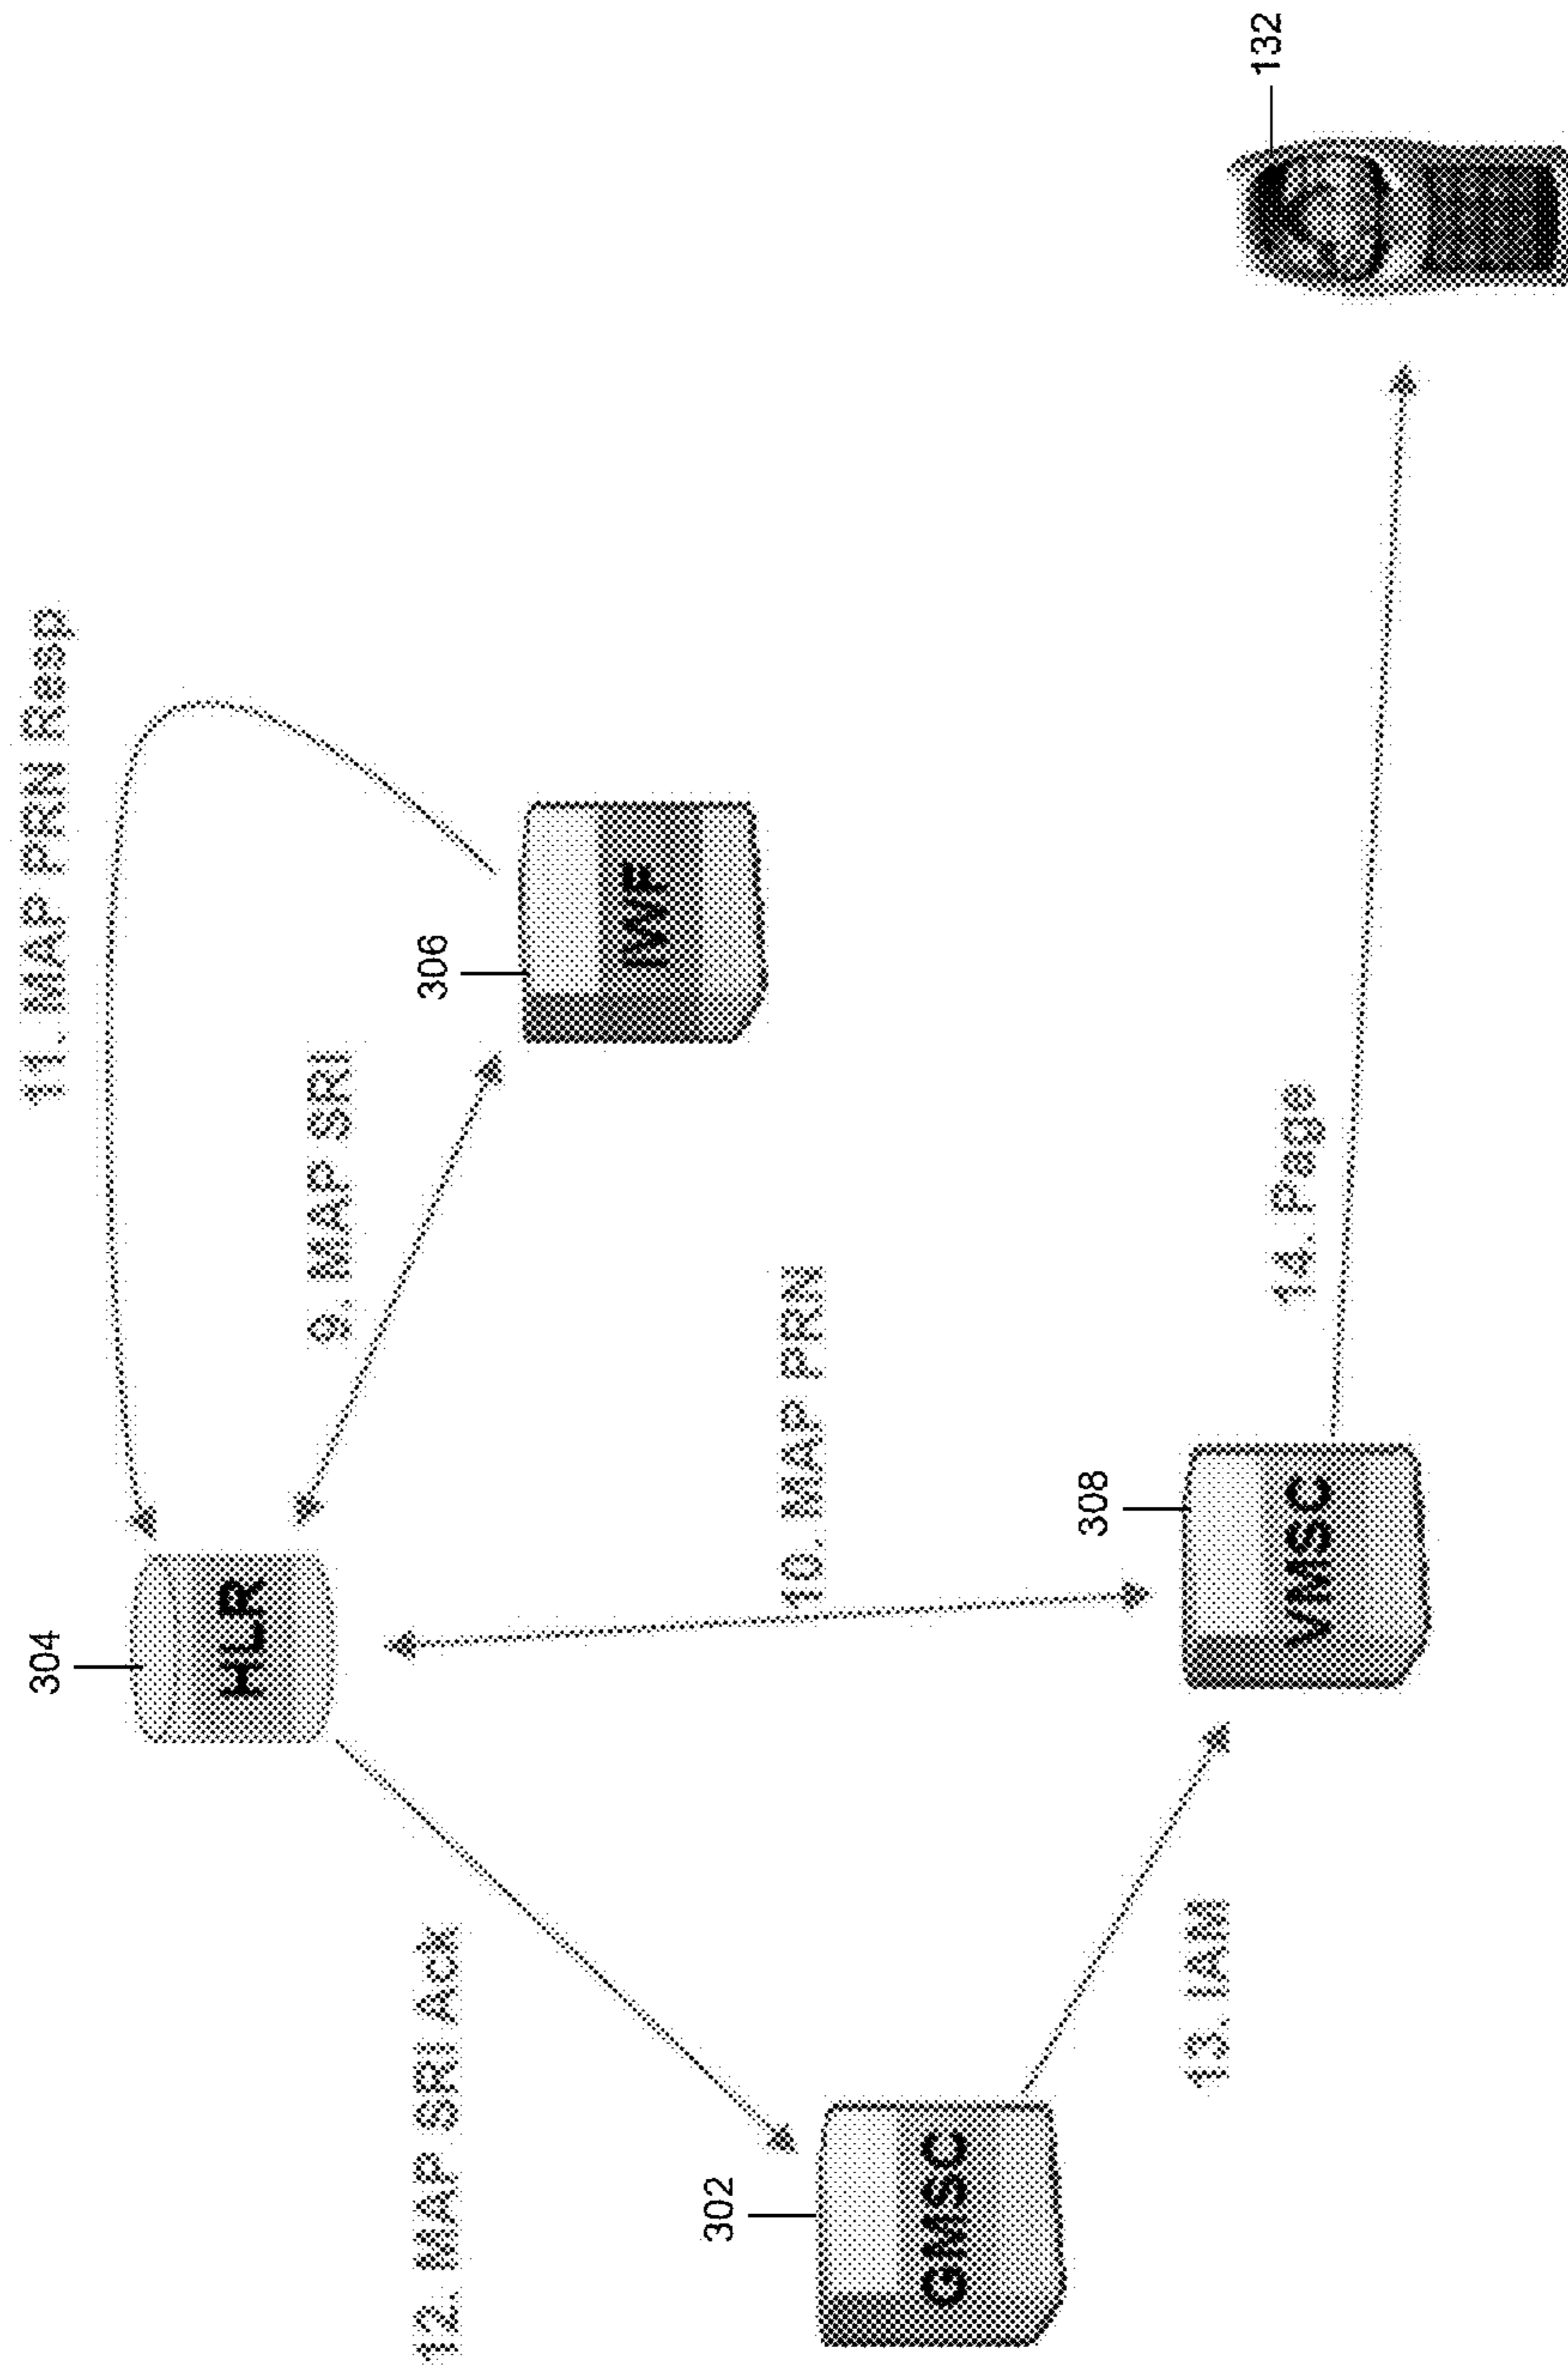 11. MAP PRN Resp
304
HLR
9. MAP SRI
306
IWF
12. MAP SRI Ack
10. MAP PRN
302
GMSC
308
VMSC
13. IAM
14. Page
132